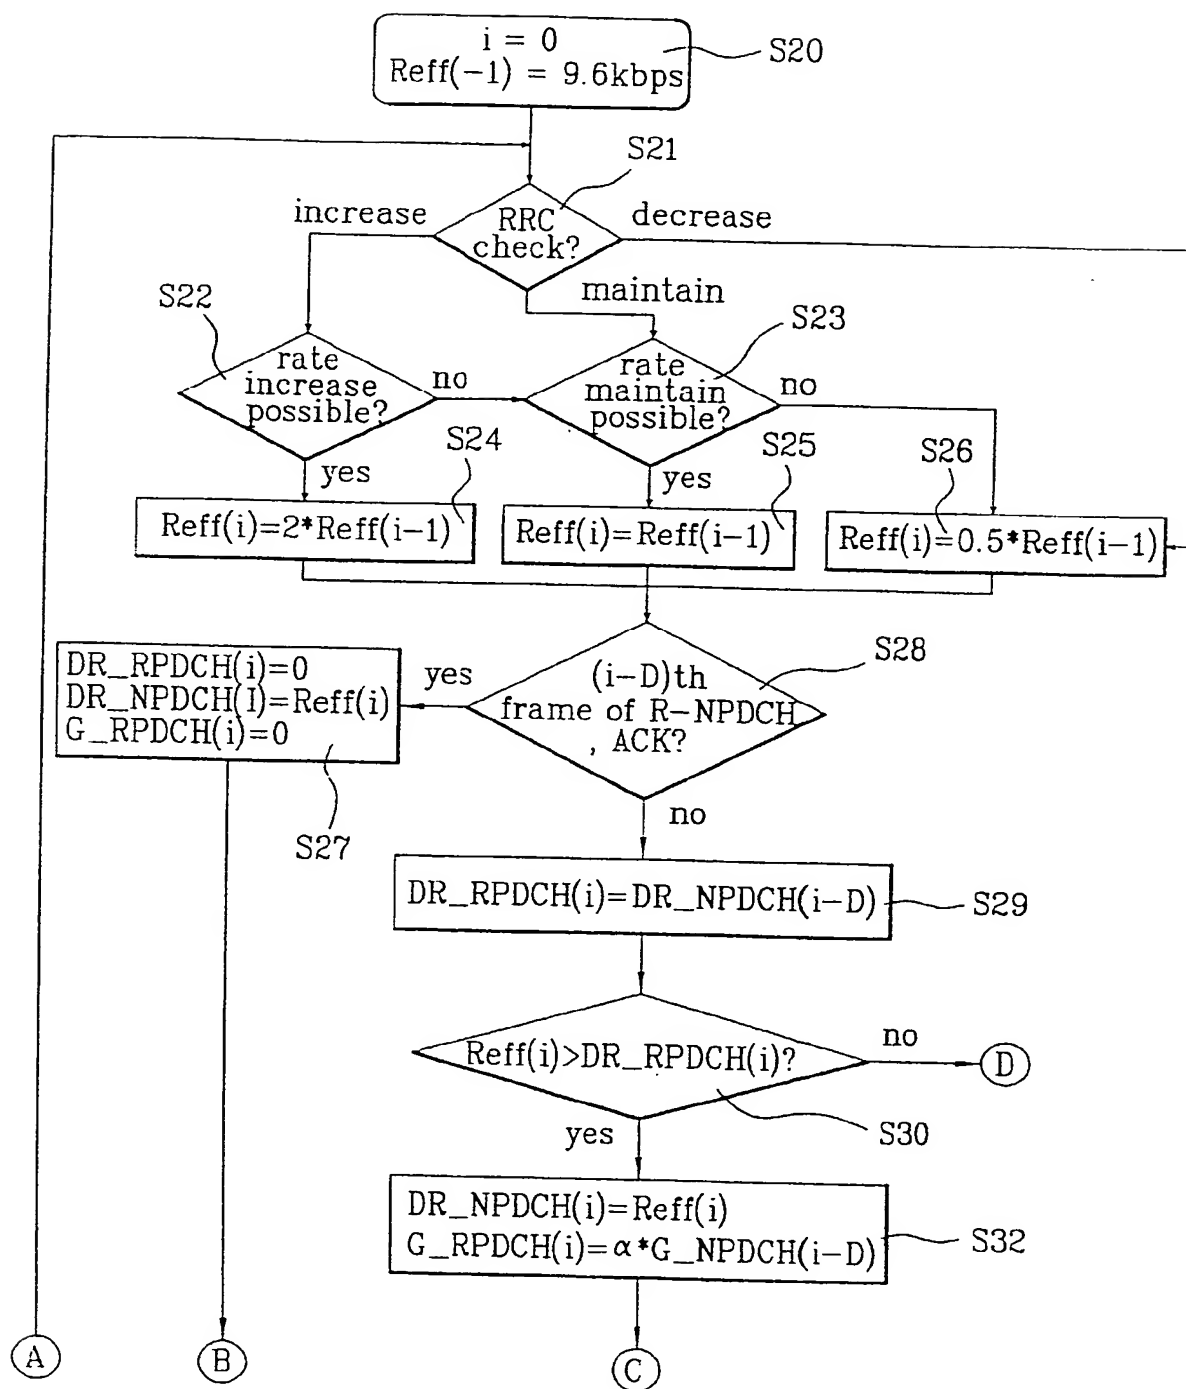 i = 0
Reff(-1) = 9.6kbps
S20
S21
increase
RRC
check?
decrease
maintain
S22
rate
increase
possible?
no
S23
rate
maintain
possible?
no
S24
yes
S25
yes
S26
Reff(i)=2*Reff(i-1)
Reff(i)=Reff(i-1)
Reff(i)=0.5*Reff(i-1)
DR_RPDCH(i)=0
DR_NPDCH(I)=Reff(i)
G_RPDCH(i)=0
yes
(i-D)th
frame of R-NPDCH
, ACK?
S28
S27
no
DR_RPDCH(i)=DR_NPDCH(i-D)
S29
Reff(i)>DR_RPDCH(i)?
no
D
yes
S30
DR_NPDCH(i)=Reff(i)
G_RPDCH(i)=α*G_NPDCH(i-D)
S32
A
B
C